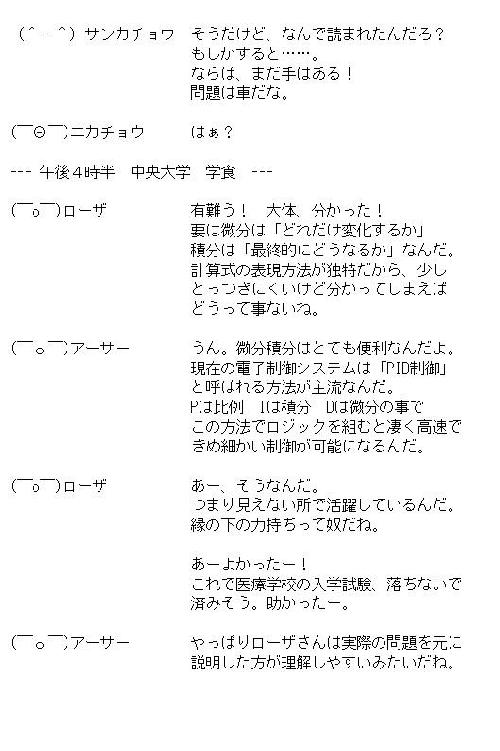 (＾－＾) サンカチョウ　そうだけど、なんで読まれたんだろ？
もしかすると……。
ならは、まだ手はある！
問題は車だな。
(￣Θ￣)ニカチョウ　はぁ？
--- 午後４時半　中央大学　学食　---
(￣o￣)ローザ　有難う！　大体、分かった！
要に微分は「どれだけ変化するか」
積分は「最終的にどうなるか」なんだ。
計算式の表現方法が独特だから、少し
とっつきにくいけど分かってしまえば
どうって事ないね。
(￣o￣)アーサー　うん。微分積分はとても便利なんだよ。
現在の電子制御システムは「PID制御」
と呼ばれる方法が主流なんだ。
Pは比例　Iは積分　Dは微分の事で
この方法でロジックを組むと凄く高速で
きめ細かい制御が可能になるんだ。
(￣o￣)ローザ　あー、そうなんだ。
つまり見えない所で活躍しているんだ。
縁の下の力持ちって奴だね。
あーよかったー！
これで医療学校の入学試験、落ちないで
済みそう。助かったー。
(￣o￣)アーサー　やっぱりローザさんは実際の問題を元に
説明した方が理解しやすいみたいだね。